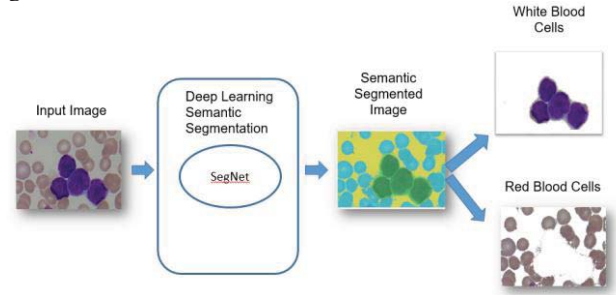 White Blood
Cells
Input Image
Deep Learning
Semantic
Segmentation
SegNet
Semantic
Segmented
Image
Red Blood Cells